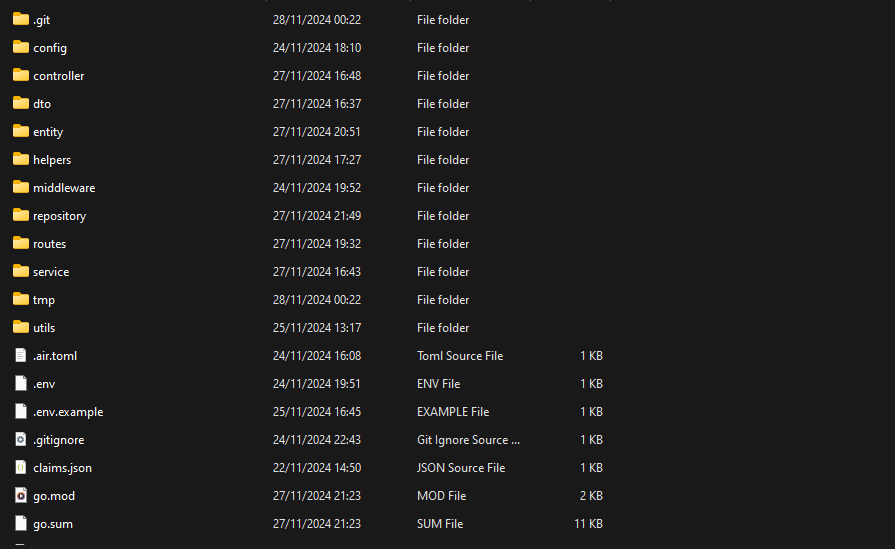 .git 28/11/2024 00:22 File folder
config 24/11/2024 18:10 File folder
controller 27/11/2024 16:48 File folder
dto 27/11/2024 16:37 File folder
entity 27/11/2024 20:51 File folder
helpers 27/11/2024 17:27 File folder
middleware 24/11/2024 19:52 File folder
repository 27/11/2024 21:49 File folder
routes 27/11/2024 19:32 File folder
service 27/11/2024 16:43 File folder
tmp 28/11/2024 00:22 File folder
utils 25/11/2024 13:17 File folder
.air.toml 24/11/2024 16:08 Toml Source File 1 KB
.env 24/11/2024 19:51 ENV File 1 KB
.env.example 25/11/2024 16:45 EXAMPLE File 1 KB
.gitignore 24/11/2024 22:43 Git Ignore Source ... 1 KB
claims.json 22/11/2024 14:50 JSON Source File 1 KB
go.mod 27/11/2024 21:23 MOD File 2 KB
go.sum 27/11/2024 21:23 SUM File 11 KB